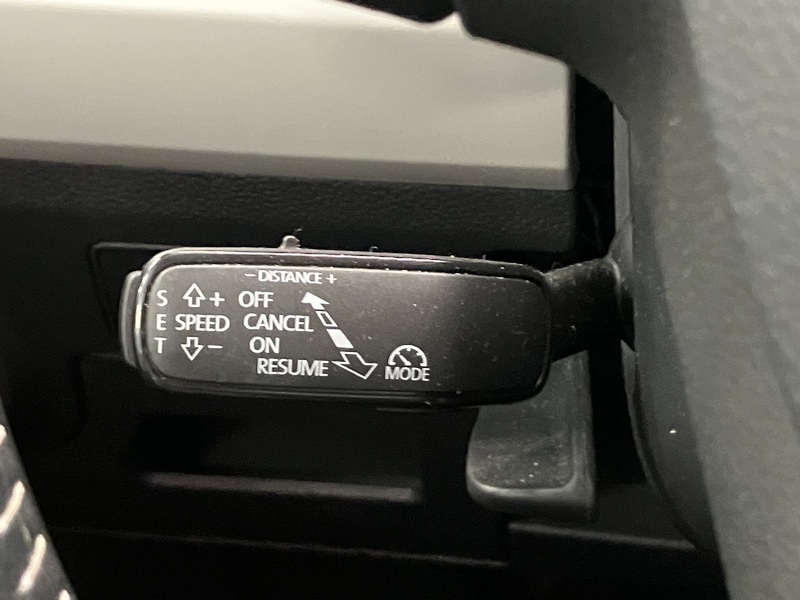 − DISTANCE +
S + OFF
E SPEED CANCEL
T − ON
RESUME MODE